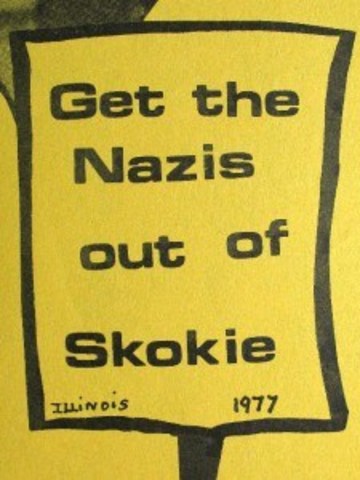 Get the
Nazis
out of
Skokie
Illinois 1977